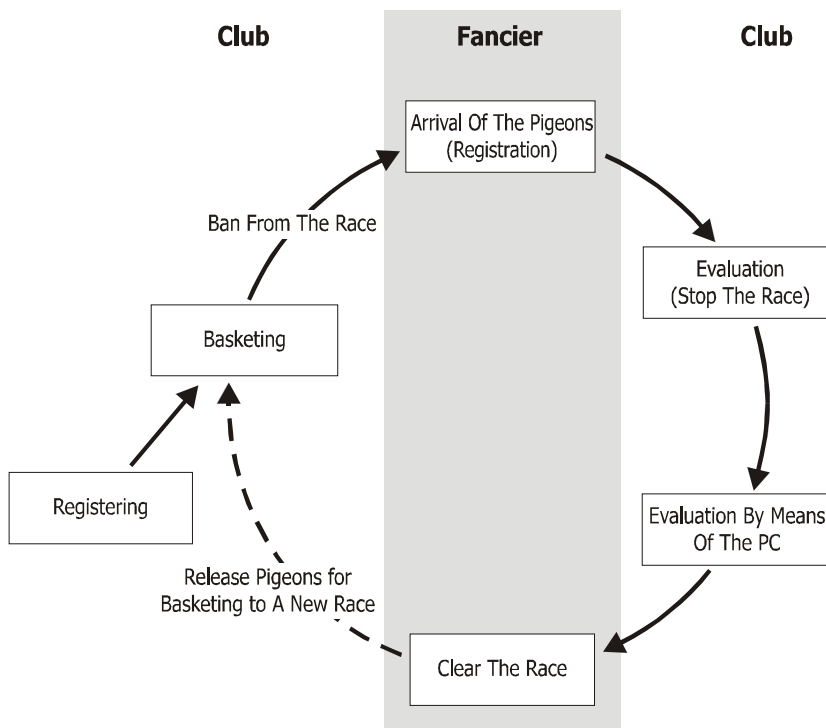 Club
Fancier
Club
Arrival Of The Pigeons
(Registration)
Ban From The Race
Evaluation
(Stop The Race)
Basketing
Registering
Evaluation By Means
Of The PC
Release Pigeons for
Basketing to A New Race
Clear The Race